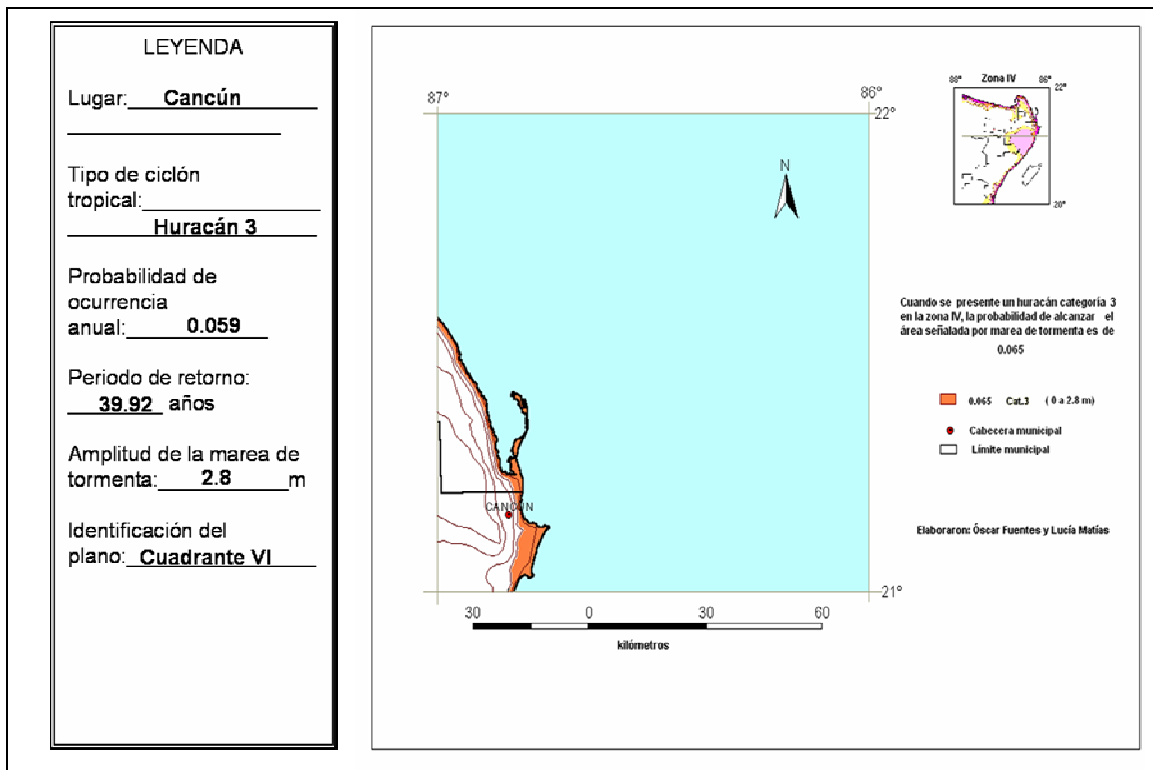 LEYENDA
Lugar: Cancún
Tipo de ciclón
tropical:
Huracán 3
Probabilidad de
ocurrencia
anual: 0.059
Periodo de retorno:
39.92 años
Amplitud de la marea de
tormenta: 2.8 m
Identificación del
plano: Cuadrante VI
87°
86°
22°
N
CANCÚN
21°
30 0 30 60
kilómetros
Zona IV
88° 86°
22°
20°
Cuando se presente un huracán categoría 3
en la zona IV, la probabilidad de alcanzar el
área señalada por marea de tormenta es de
0.065
0.065 Cat.3 ( 0 a 2.8 m)
Cabecera municipal
Límite municipal
Elaboraron: Óscar Fuentes y Lucía Matías